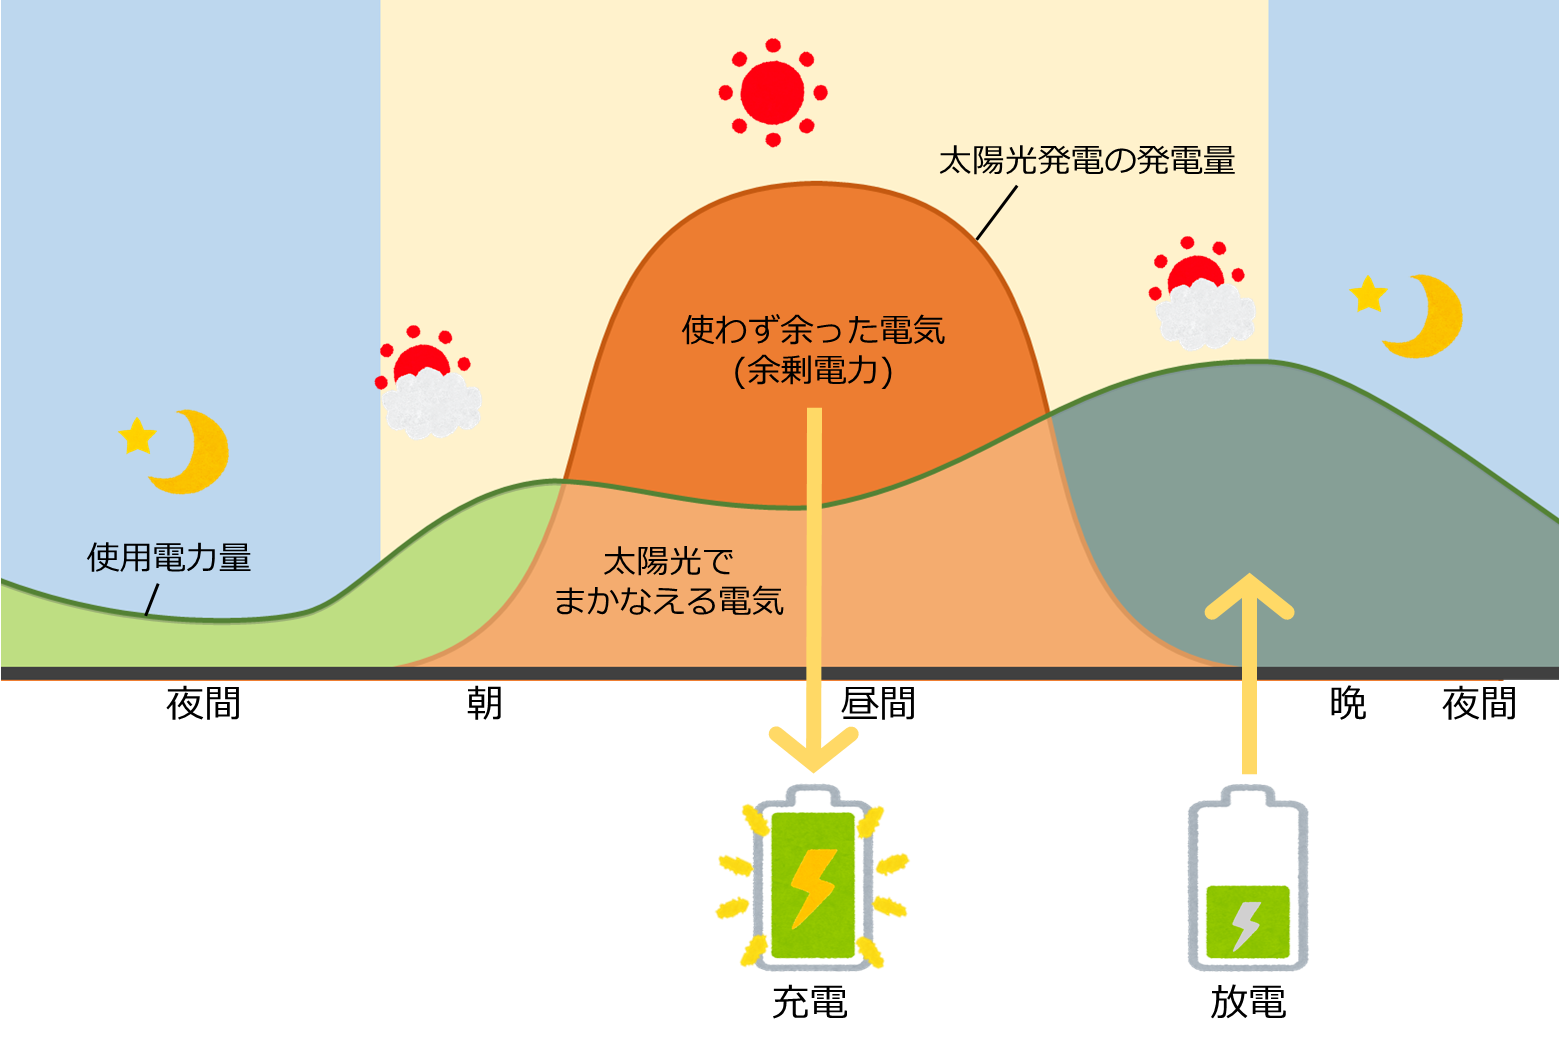 太陽光発電の発電量
使わず余った電気
(余剰電力)
使用電力量
太陽光で
まかなえる電気
夜間
朝
昼間
晩
夜間
充電
放電